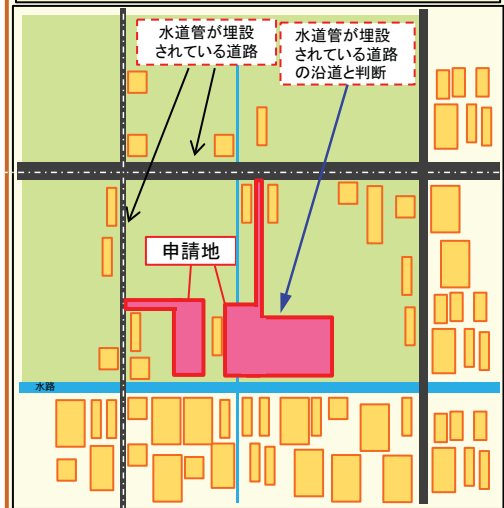 水道管が埋設
されている道路
水道管が埋設
されている道路
の沿道と判断
申請地
水路